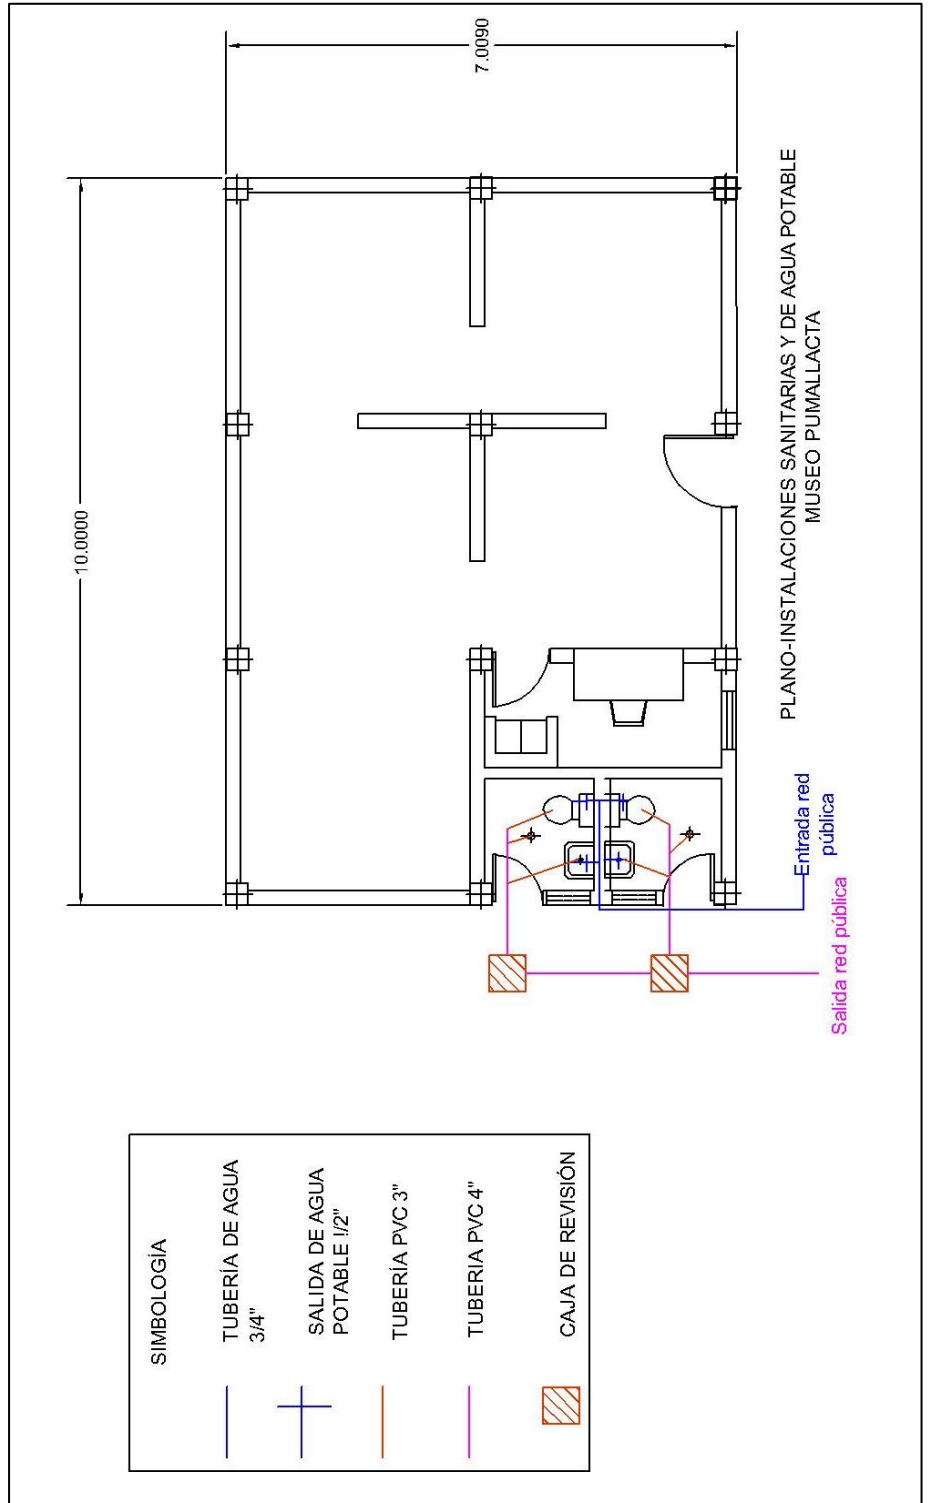 7.0090
10.0000
PLANO-INSTALACIONES SANITARIAS Y DE AGUA POTABLE
MUSEO PUMALLACTA
Entrada red
pública
Salida red pública
SIMBOLOGÍA
TUBERÍA DE AGUA
3/4"
SALIDA DE AGUA
POTABLE !/2"
TUBERÍA PVC 3"
TUBERIA PVC 4"
CAJA DE REVISIÓN